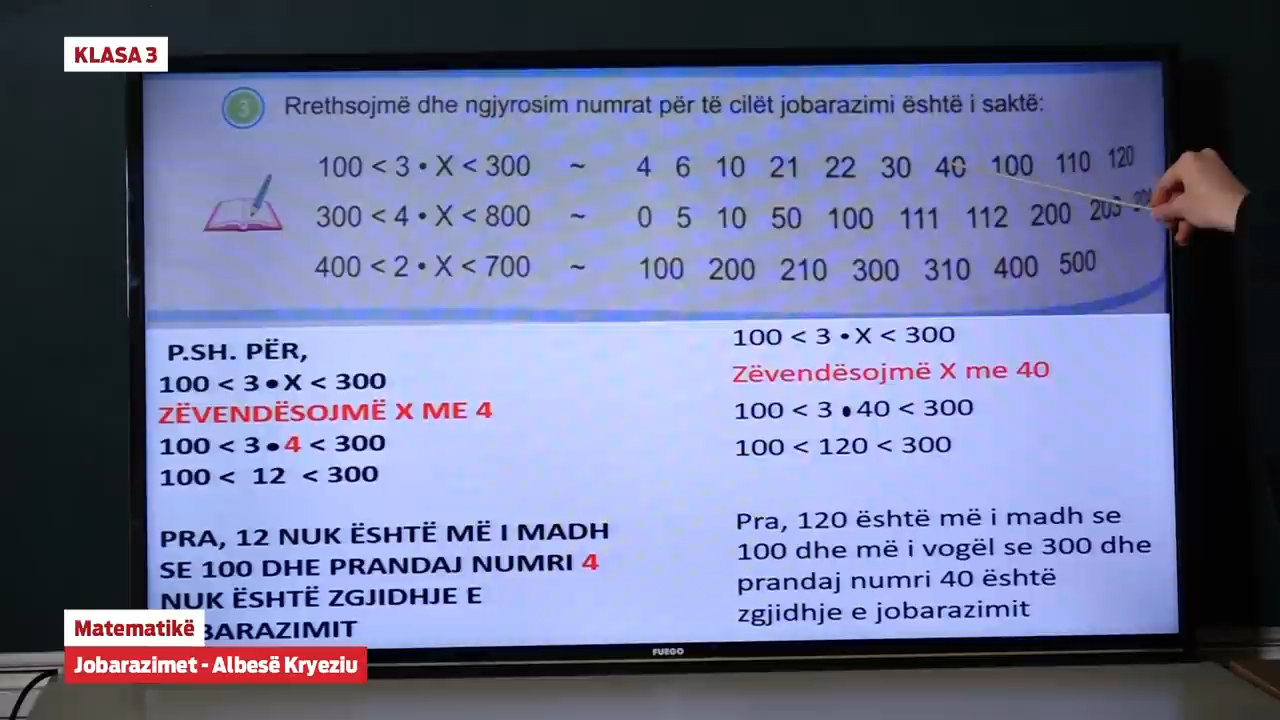 KLASA 3
3 Rrethsojmë dhe ngjyrosim numrat për të cilët jobarazimi është i saktë:
100 < 3 • X < 300 ~ 4 6 10 21 22 30 40 100 110 120
300 < 4 • X < 800 ~ 0 5 10 50 100 111 112 200 203
400 < 2 • X < 700 ~ 100 200 210 300 310 400 500
P.SH. PËR,
100 < 3 • X < 300
ZËVENDËSOJMË X ME 4
100 < 3 • 4 < 300
100 < 12 < 300
PRA, 12 NUK ËSHTË MË I MADH
SE 100 DHE PRANDAJ NUMRI 4
NUK ËSHTË ZGJIDHJE E
BARAZIMIT
100 < 3 • X < 300
Zëvendësojmë X me 40
100 < 3 • 40 < 300
100 < 120 < 300
Pra, 120 është më i madh se
100 dhe më i vogël se 300 dhe
prandaj numri 40 është
zgjidhje e jobarazimit
FUEGO
Matematikë
Jobarazimet - Albesë Kryeziu